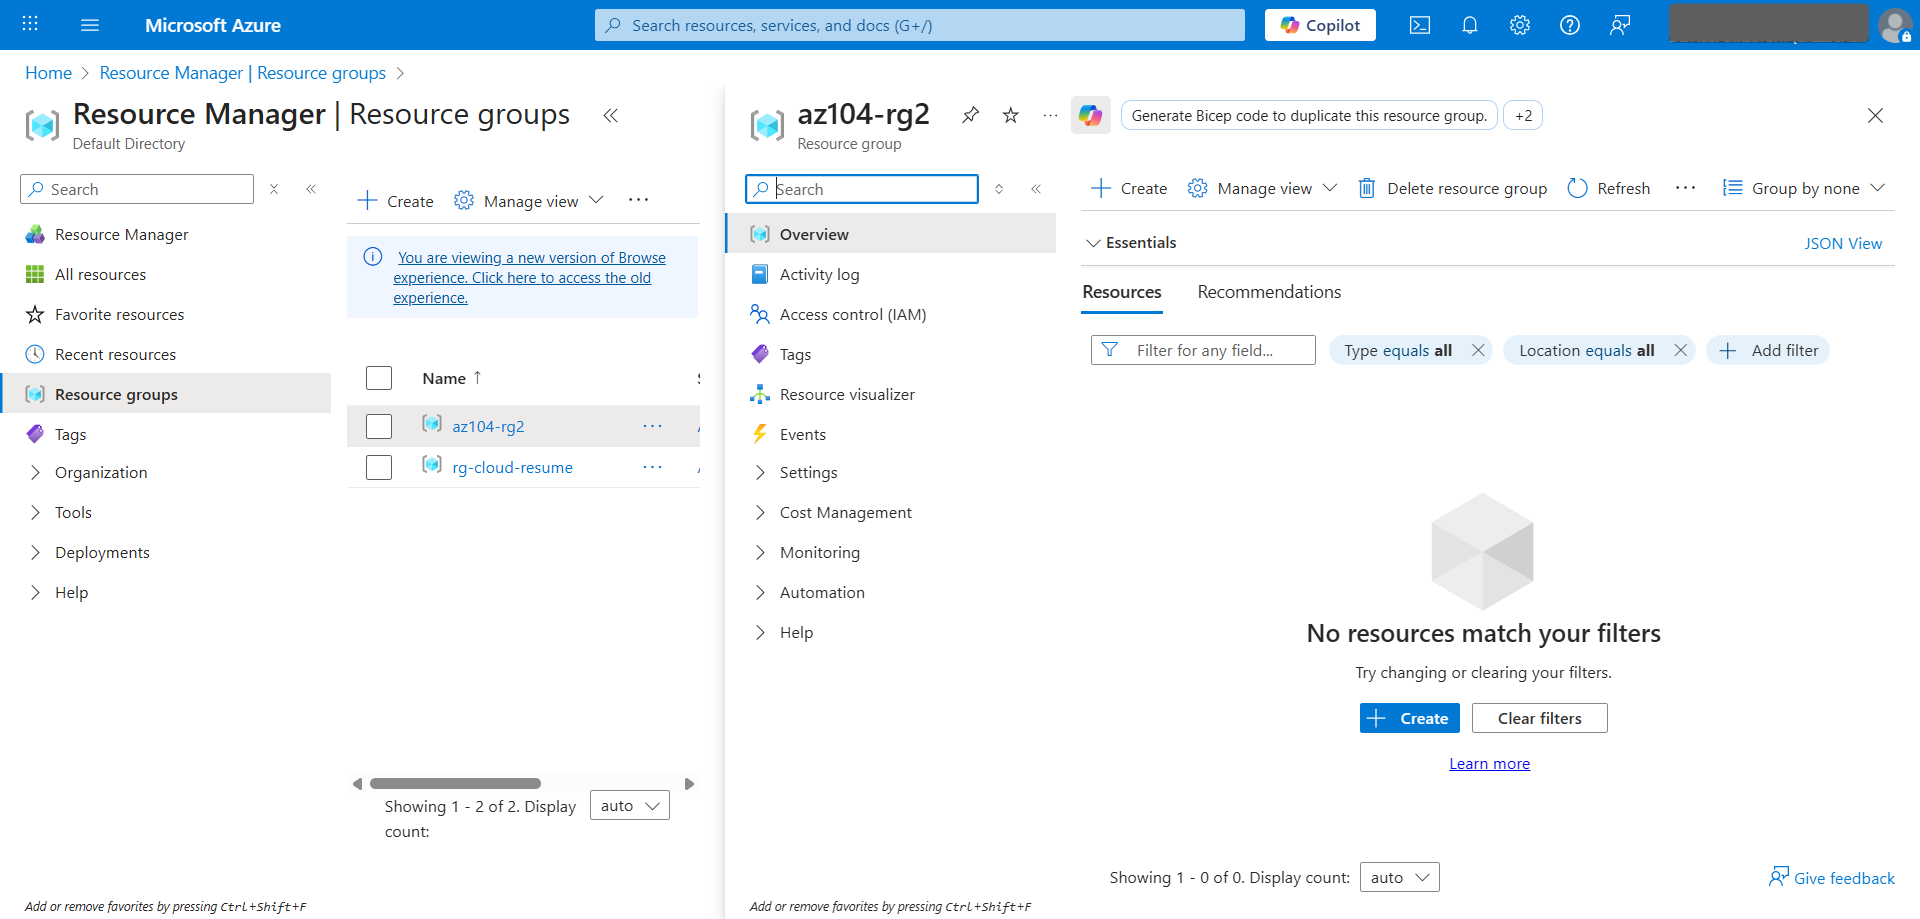 Microsoft Azure
Search resources, services, and docs (G+/)
Copilot
Home
Resource Manager | Resource groups
Resource Manager | Resource groups
Default Directory
Search
Resource Manager
All resources
Favorite resources
Recent resources
Resource groups
Tags
Organization
Tools
Deployments
Help
Add or remove favorites by pressing Ctrl+Shift+F
Create
Manage view
You are viewing a new version of Browse
experience. Click here to access the old
experience.
Name ↑
az104-rg2
rg-cloud-resume
Showing 1 - 2 of 2. Display
count:
auto
az104-rg2
Resource group
Generate Bicep code to duplicate this resource group.
+2
Search
Overview
Activity log
Access control (IAM)
Tags
Resource visualizer
Events
Settings
Cost Management
Monitoring
Automation
Help
Add or remove favorites by pressing Ctrl+Shift+F
Create
Manage view
Delete resource group
Refresh
Group by none
Essentials
JSON View
Resources
Recommendations
Filter for any field...
Type equals all
Location equals all
Add filter
No resources match your filters
Try changing or clearing your filters.
Create
Clear filters
Learn more
Showing 1 - 0 of 0. Display count:
auto
Give feedback